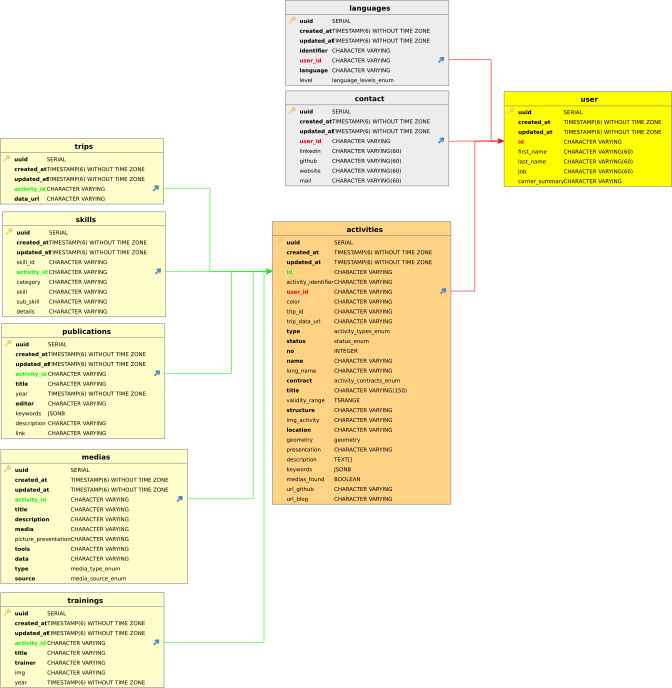 languages
uuid SERIAL
created_at TIMESTAMP(6) WITHOUT TIME ZONE
updated_at TIMESTAMP(6) WITHOUT TIME ZONE
identifier CHARACTER VARYING
user_id CHARACTER VARYING
language CHARACTER VARYING
level language_levels_enum
contact
uuid SERIAL
created_at TIMESTAMP(6) WITHOUT TIME ZONE
updated_at TIMESTAMP(6) WITHOUT TIME ZONE
user_id CHARACTER VARYING
linkedin CHARACTER VARYING(60)
github CHARACTER VARYING(60)
website CHARACTER VARYING(60)
mail CHARACTER VARYING(60)
user
uuid SERIAL
created_at TIMESTAMP(6) WITHOUT TIME ZONE
updated_at TIMESTAMP(6) WITHOUT TIME ZONE
id CHARACTER VARYING
first_name CHARACTER VARYING(60)
last_name CHARACTER VARYING(60)
job CHARACTER VARYING(60)
carrier_summary CHARACTER VARYING
trips
uuid SERIAL
created_at TIMESTAMP(6) WITHOUT TIME ZONE
updated_at TIMESTAMP(6) WITHOUT TIME ZONE
activity_id CHARACTER VARYING
data_url CHARACTER VARYING
skills
uuid SERIAL
created_at TIMESTAMP(6) WITHOUT TIME ZONE
updated_at TIMESTAMP(6) WITHOUT TIME ZONE
skill_id CHARACTER VARYING
activity_id CHARACTER VARYING
category CHARACTER VARYING
skill CHARACTER VARYING
sub_skill CHARACTER VARYING
details CHARACTER VARYING
publications
uuid SERIAL
created_at TIMESTAMP(6) WITHOUT TIME ZONE
updated_at TIMESTAMP(6) WITHOUT TIME ZONE
activity_id CHARACTER VARYING
title CHARACTER VARYING
year TIMESTAMP(6) WITHOUT TIME ZONE
editor CHARACTER VARYING
keywords JSONB
description CHARACTER VARYING
link CHARACTER VARYING
medias
uuid SERIAL
created_at TIMESTAMP(6) WITHOUT TIME ZONE
updated_at TIMESTAMP(6) WITHOUT TIME ZONE
activity_id CHARACTER VARYING
title CHARACTER VARYING
description CHARACTER VARYING
media CHARACTER VARYING
picture_presentation CHARACTER VARYING
tools CHARACTER VARYING
data CHARACTER VARYING
type media_type_enum
source media_source_enum
trainings
uuid SERIAL
created_at TIMESTAMP(6) WITHOUT TIME ZONE
updated_at TIMESTAMP(6) WITHOUT TIME ZONE
activity_id CHARACTER VARYING
title CHARACTER VARYING
trainer CHARACTER VARYING
img CHARACTER VARYING
year TIMESTAMP(6) WITHOUT TIME ZONE
activities
uuid SERIAL
created_at TIMESTAMP(6) WITHOUT TIME ZONE
updated_at TIMESTAMP(6) WITHOUT TIME ZONE
id CHARACTER VARYING
activity_identifier CHARACTER VARYING
user_id CHARACTER VARYING
color CHARACTER VARYING
trip_id CHARACTER VARYING
trip_data_url CHARACTER VARYING
type activity_types_enum
status status_enum
no INTEGER
name CHARACTER VARYING
long_name CHARACTER VARYING
contract activity_contracts_enum
title CHARACTER VARYING(150)
validity_range TSRANGE
structure CHARACTER VARYING
img_activity CHARACTER VARYING
location CHARACTER VARYING
geometry geometry
presentation CHARACTER VARYING
description TEXT[]
keywords JSONB
medias_found BOOLEAN
url_github CHARACTER VARYING
url_blog CHARACTER VARYING